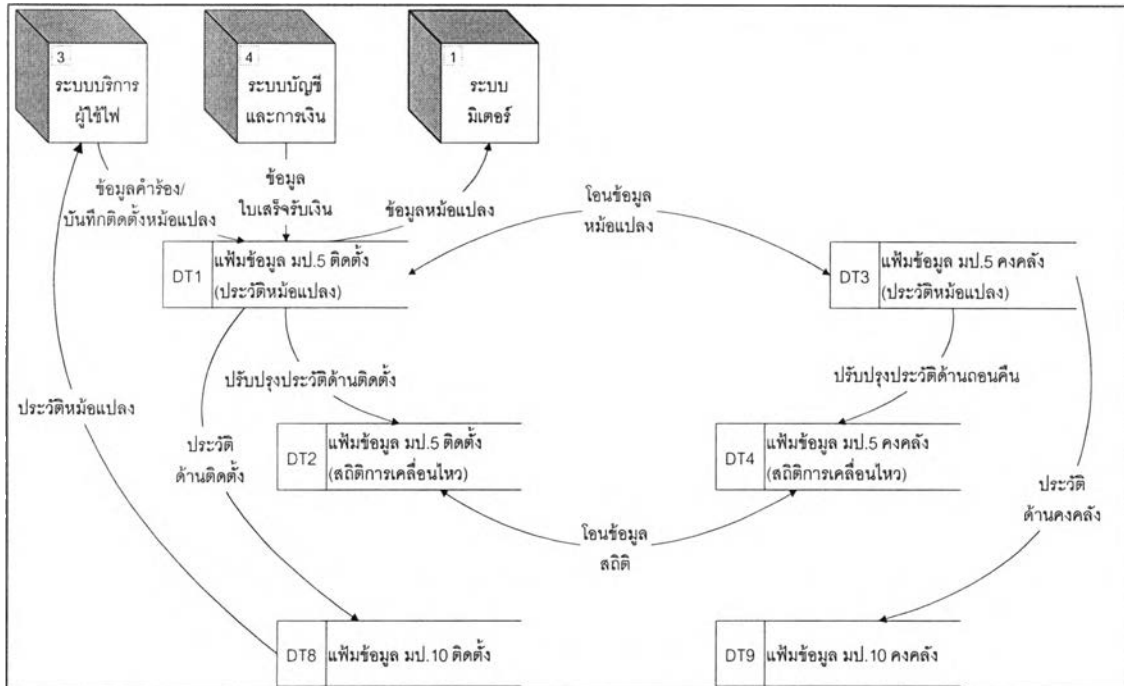 3
ระบบบริการ
ผู้ใช้ไฟ
4
ระบบบัญชี
และการเงิน
1
ระบบ
มิเตอร์
ข้อมูลคำร้อง/
บันทึกติดตั้งหม้อแปลง
ข้อมูล
ใบเสร็จรับเงิน
ข้อมูลหม้อแปลง
โอนข้อมูล
หม้อแปลง
DT1
แฟ้มข้อมูล มป.5 ติดตั้ง
(ประวัติหม้อแปลง)
DT3
แฟ้มข้อมูล มป.5 คงคลัง
(ประวัติหม้อแปลง)
ปรับปรุงประวัติด้านติดตั้ง
ปรับปรุงประวัติด้านถอนคืน
ประวัติหม้อแปลง
ประวัติ
ด้านติดตั้ง
DT2
แฟ้มข้อมูล มป.5 ติดตั้ง
(สถิติการเคลื่อนไหว)
DT4
แฟ้มข้อมูล มป.5 คงคลัง
(สถิติการเคลื่อนไหว)
ประวัติ
ด้านคงคลัง
โอนข้อมูล
สถิติ
DT8
แฟ้มข้อมูล มป.10 ติดตั้ง
DT9
แฟ้มข้อมูล มป.10 คงคลัง